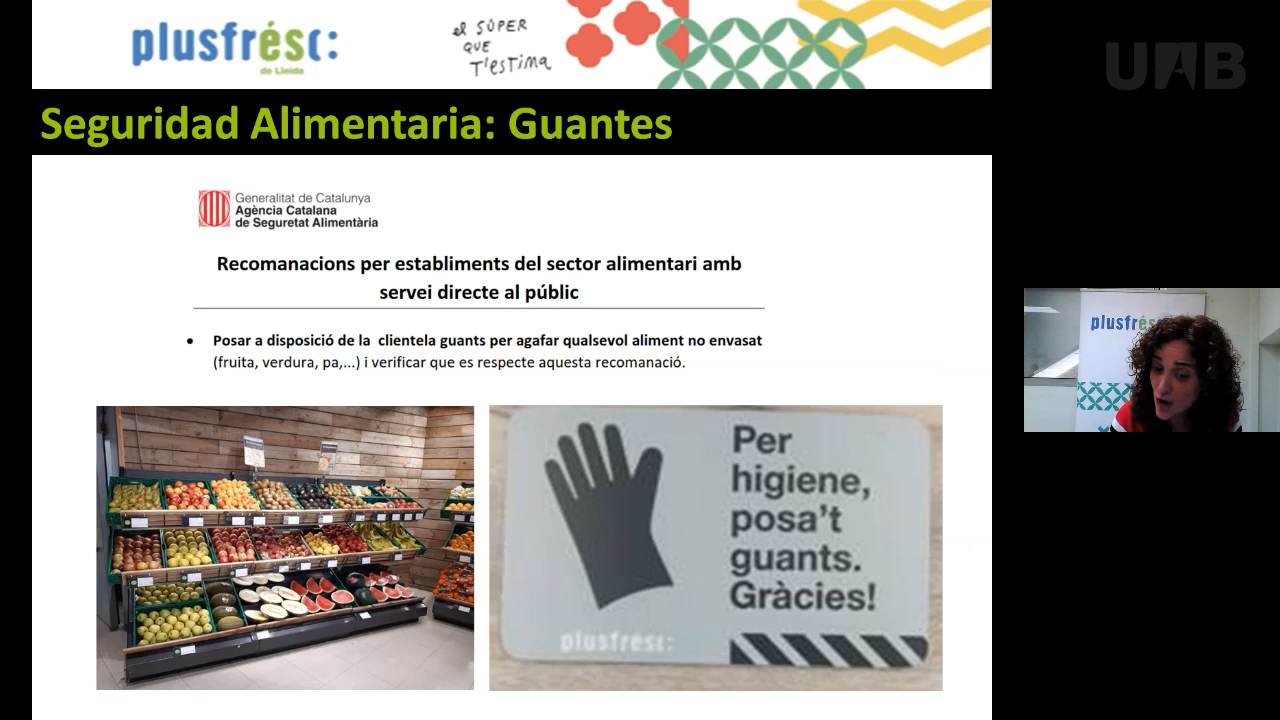 plusfrésc:
de Lleida
el SÚPER
QUE
T'ESTIMA
UAB
Seguridad Alimentaria: Guantes
Generalitat de Catalunya
Agència Catalana
de Seguretat Alimentària
Recomanacions per establiments del sector alimentari amb
servei directe al públic
• Posar a disposició de la clientela guants per agafar qualsevol aliment no envasat
(fruita, verdura, pa,...) i verificar que es respecte aquesta recomanació.
Per
higiene,
posa't
guants.
Gràcies!
plusfrésc:
plusfrés